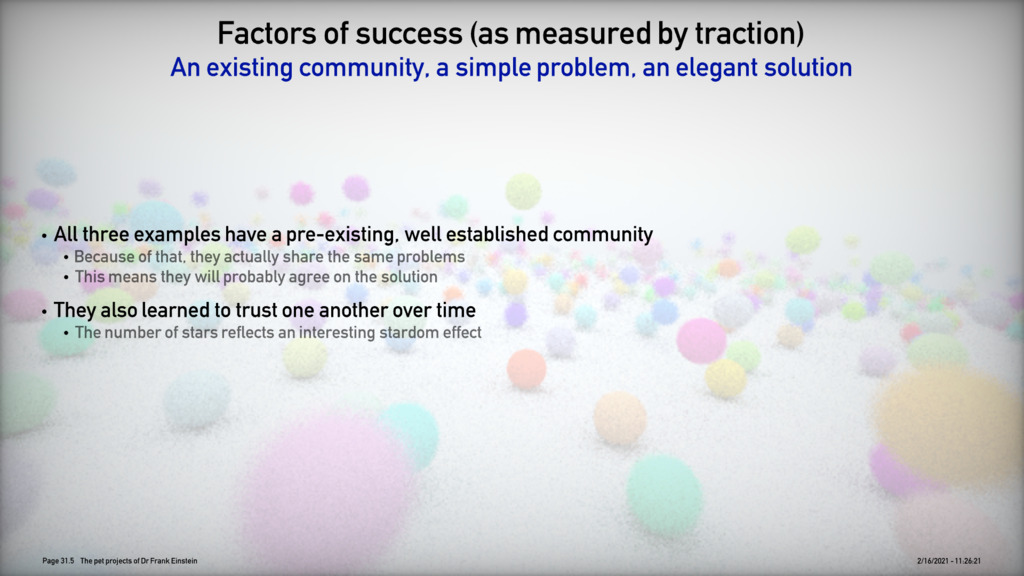 Factors of success (as measured by traction)
An existing community, a simple problem, an elegant solution
• All three examples have a pre-existing, well established community
• Because of that, they actually share the same problems
• This means they will probably agree on the solution
• They also learned to trust one another over time
• The number of stars reflects an interesting stardom effect
Page 31.5 The pet projects of Dr Frank Einstein
2/16/2021 - 11:26:21